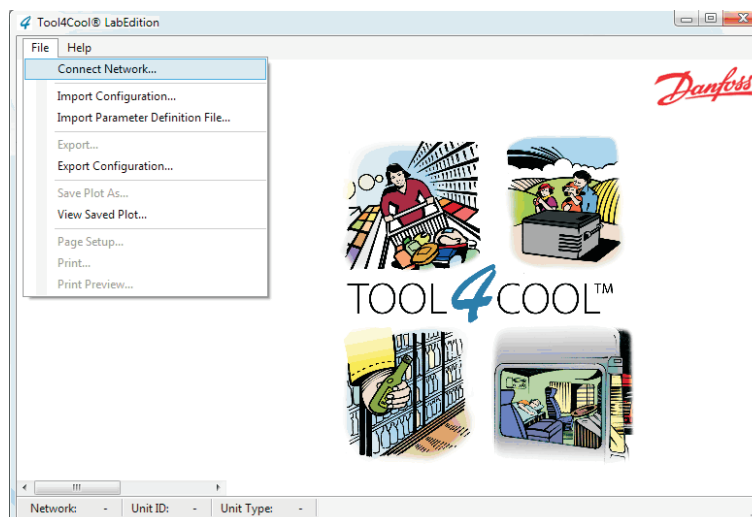 4 Tool4Cool® LabEdition
File Help
Connect Network...
Import Configuration...
Import Parameter Definition File...
Export...
Export Configuration...
Save Plot As...
View Saved Plot...
Page Setup...
Print...
Print Preview...
Danfoss
TOOL4COOL™
Network: - Unit ID: - Unit Type: -